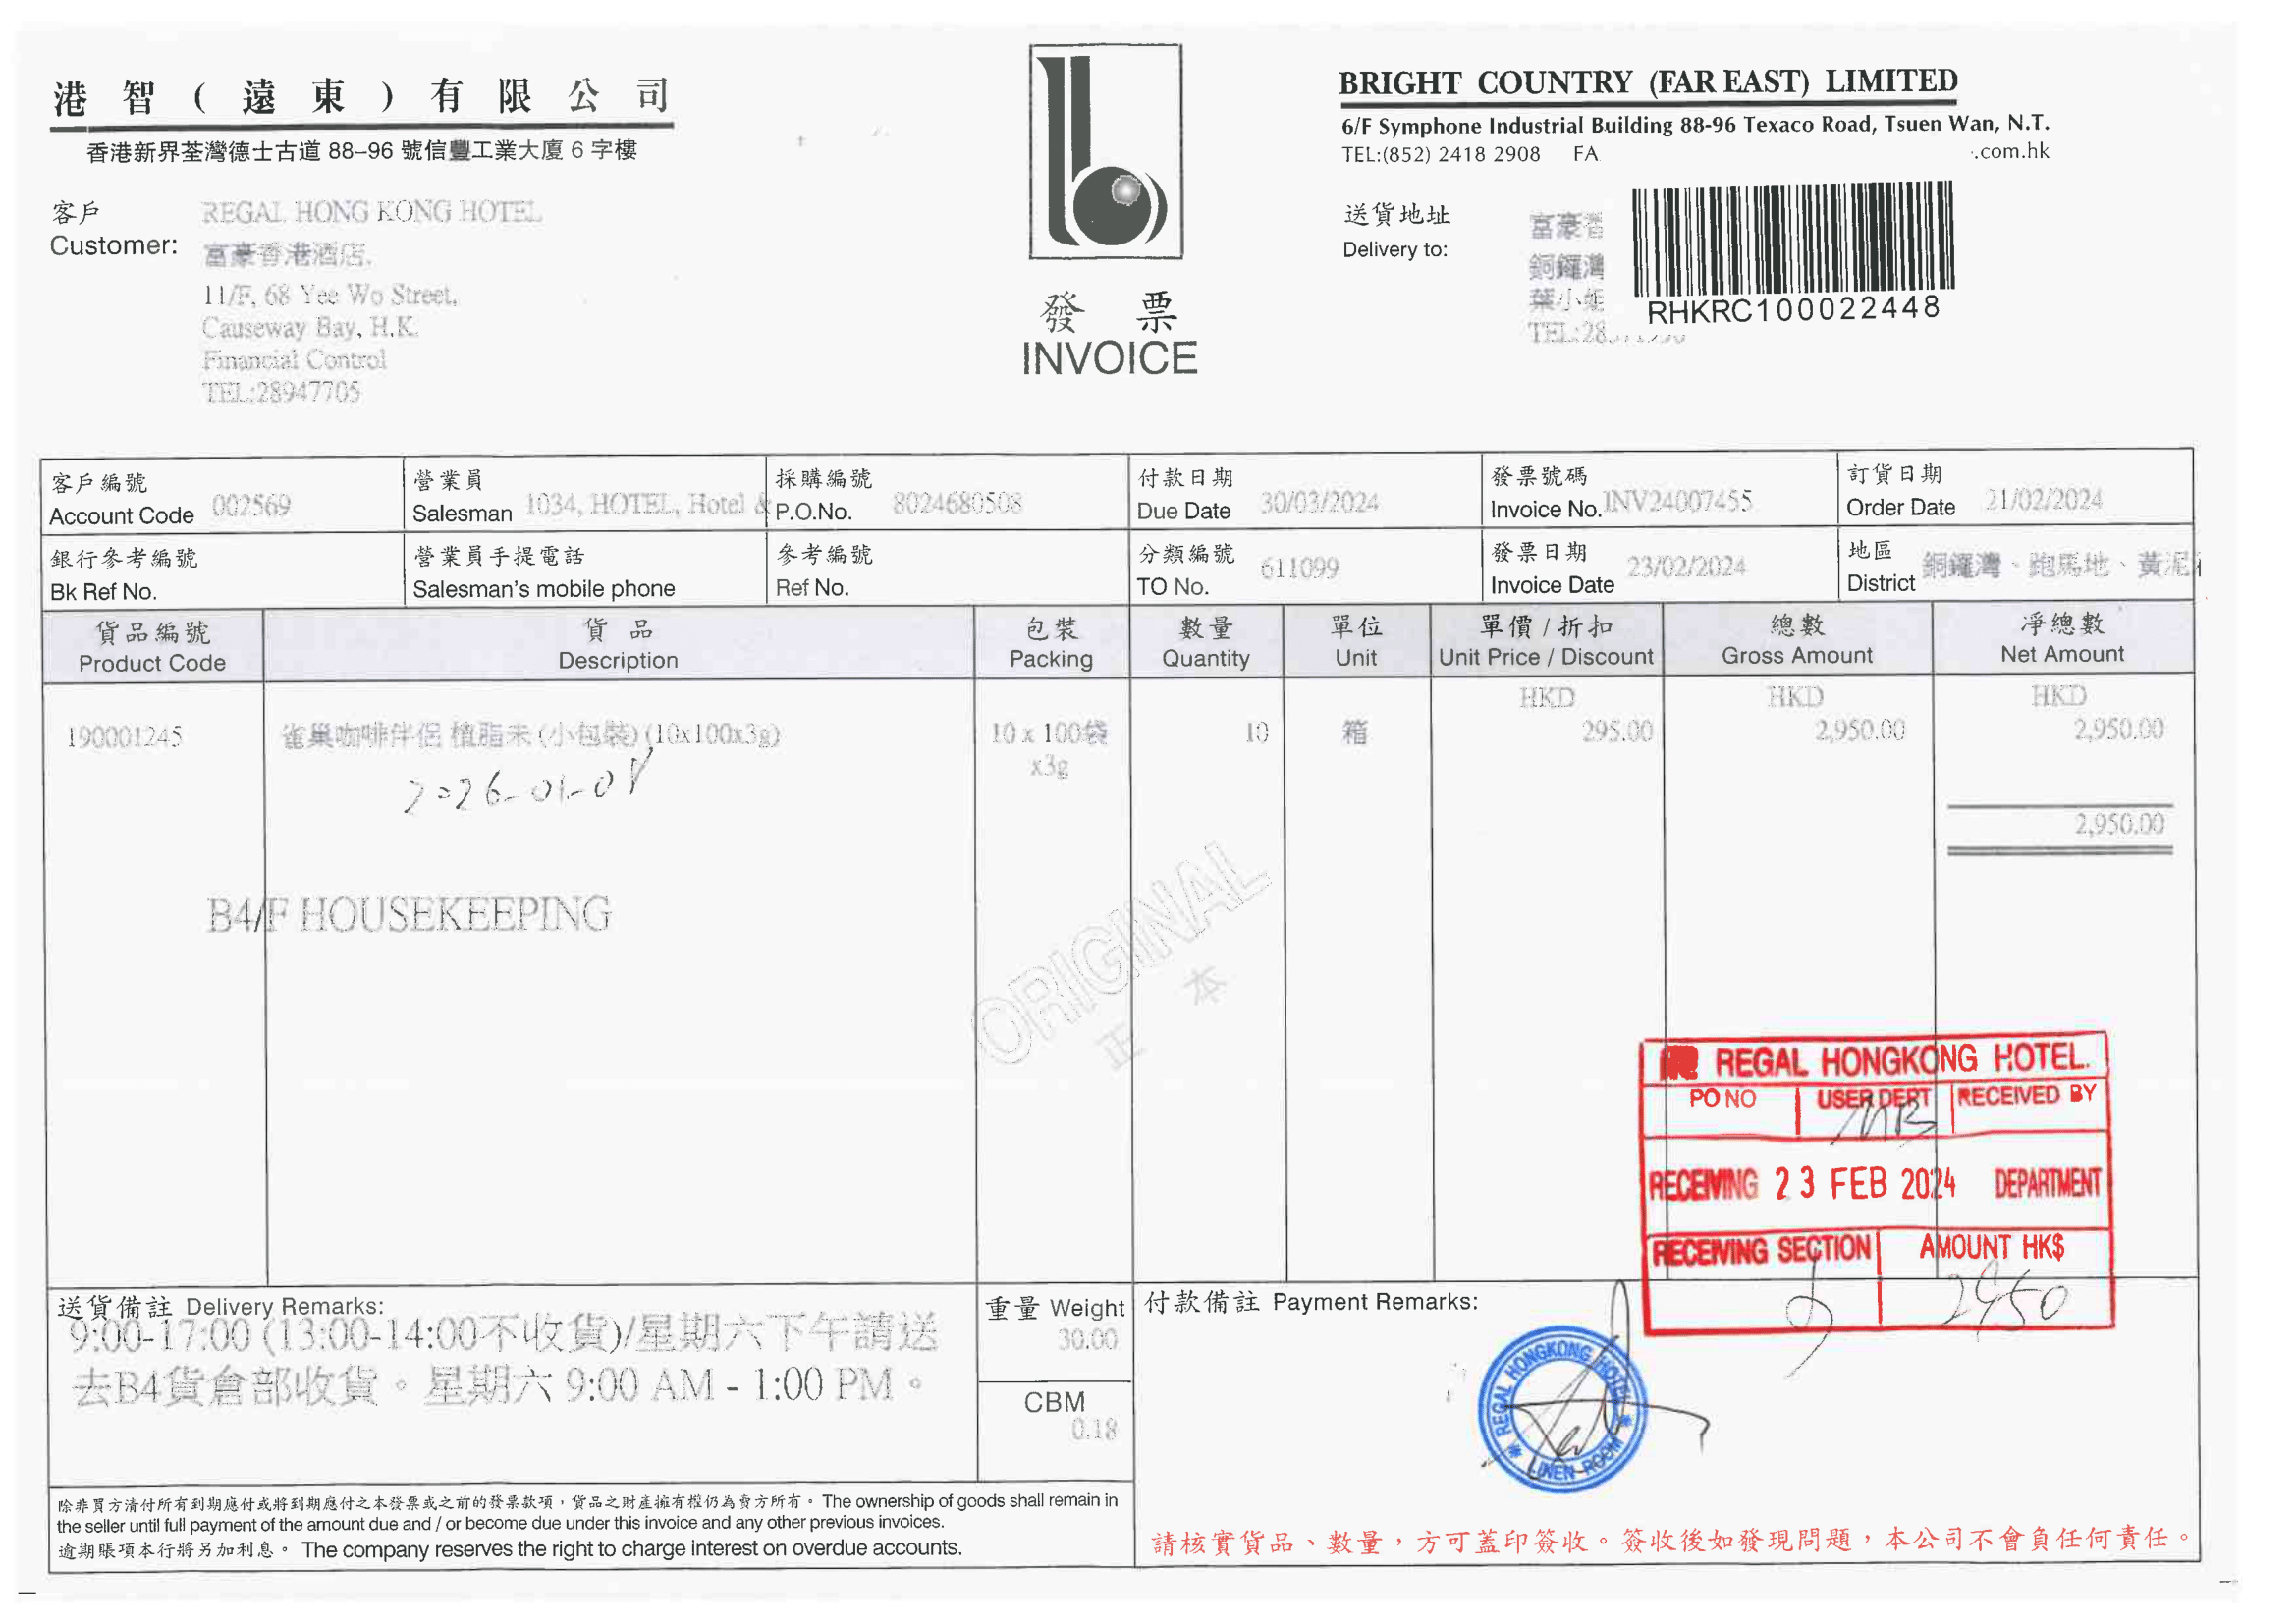 港智(遠東)有限公司
香港新界荃灣德士古道 88–96 號信豐工業大廈 6 字樓
BRIGHT COUNTRY (FAR EAST) LIMITED
6/F Symphone Industrial Building 88-96 Texaco Road, Tsuen Wan, N.T.
TEL:(852) 2418 2908 FA .com.hk
客戶
Customer:
REGAL HONG KONG HOTEL
富豪香港酒店.
11/F, 68 Yee Wo Street,
Causeway Bay, H.K.
Financial Control
TEL:28947705
發票
INVOICE
送貨地址
Delivery to:
富豪香
銅鑼灣
葉小姐
TEL:28
RHKRC100022448
客戶編號
Account Code 002569
營業員
Salesman 1034, HOTEL, Hotel &
採購編號
P.O.No. 8024680508
付款日期
Due Date 30/03/2024
發票號碼
Invoice No. INV24007455
訂貨日期
Order Date 21/02/2024
銀行參考編號
Bk Ref No.
營業員手提電話
Salesman's mobile phone
參考編號
Ref No.
分類編號
TO No. 611099
發票日期
Invoice Date 23/02/2024
地區
District 銅鑼灣、跑馬地、黃泥
貨品編號 貨品 包裝 數量 單位 單價 / 折扣 總數 淨總數
Product Code Description Packing Quantity Unit Unit Price / Discount Gross Amount Net Amount
HKD HKD HKD
190001245 雀巢咖啡伴侶 植脂末 (小包裝) (10x100x3g) 10 x 100袋 10 箱 295.00 2,950.00 2,950.00
x3g
2,950.00
B4/F HOUSEKEEPING
ORIGINAL
正本
REGAL HONGKONG HOTEL.
PO NO USER DEPT RECEIVED BY
RECEIVING 23 FEB 2024 DEPARTMENT
RECEIVING SECTION AMOUNT HK$
2950
送貨備註 Delivery Remarks:
9:00-17:00 (13:00-14:00不收貨)/星期六下午請送
去B4貨倉部收貨。星期六 9:00 AM - 1:00 PM。
重量 Weight
30.00
CBM
0.18
付款備註 Payment Remarks:
REGAL HONGKONG HOTEL
LINEN ROOM
除非買方清付所有到期應付或將到期應付之本發票或之前的發票款項，貨品之財產擁有權仍為賣方所有。 The ownership of goods shall remain in
the seller until full payment of the amount due and / or become due under this invoice and any other previous invoices.
逾期賬項本行將另加利息。 The company reserves the right to charge interest on overdue accounts.
請核實貨品、數量，方可蓋印簽收。簽收後如發現問題，本公司不會負任何責任。